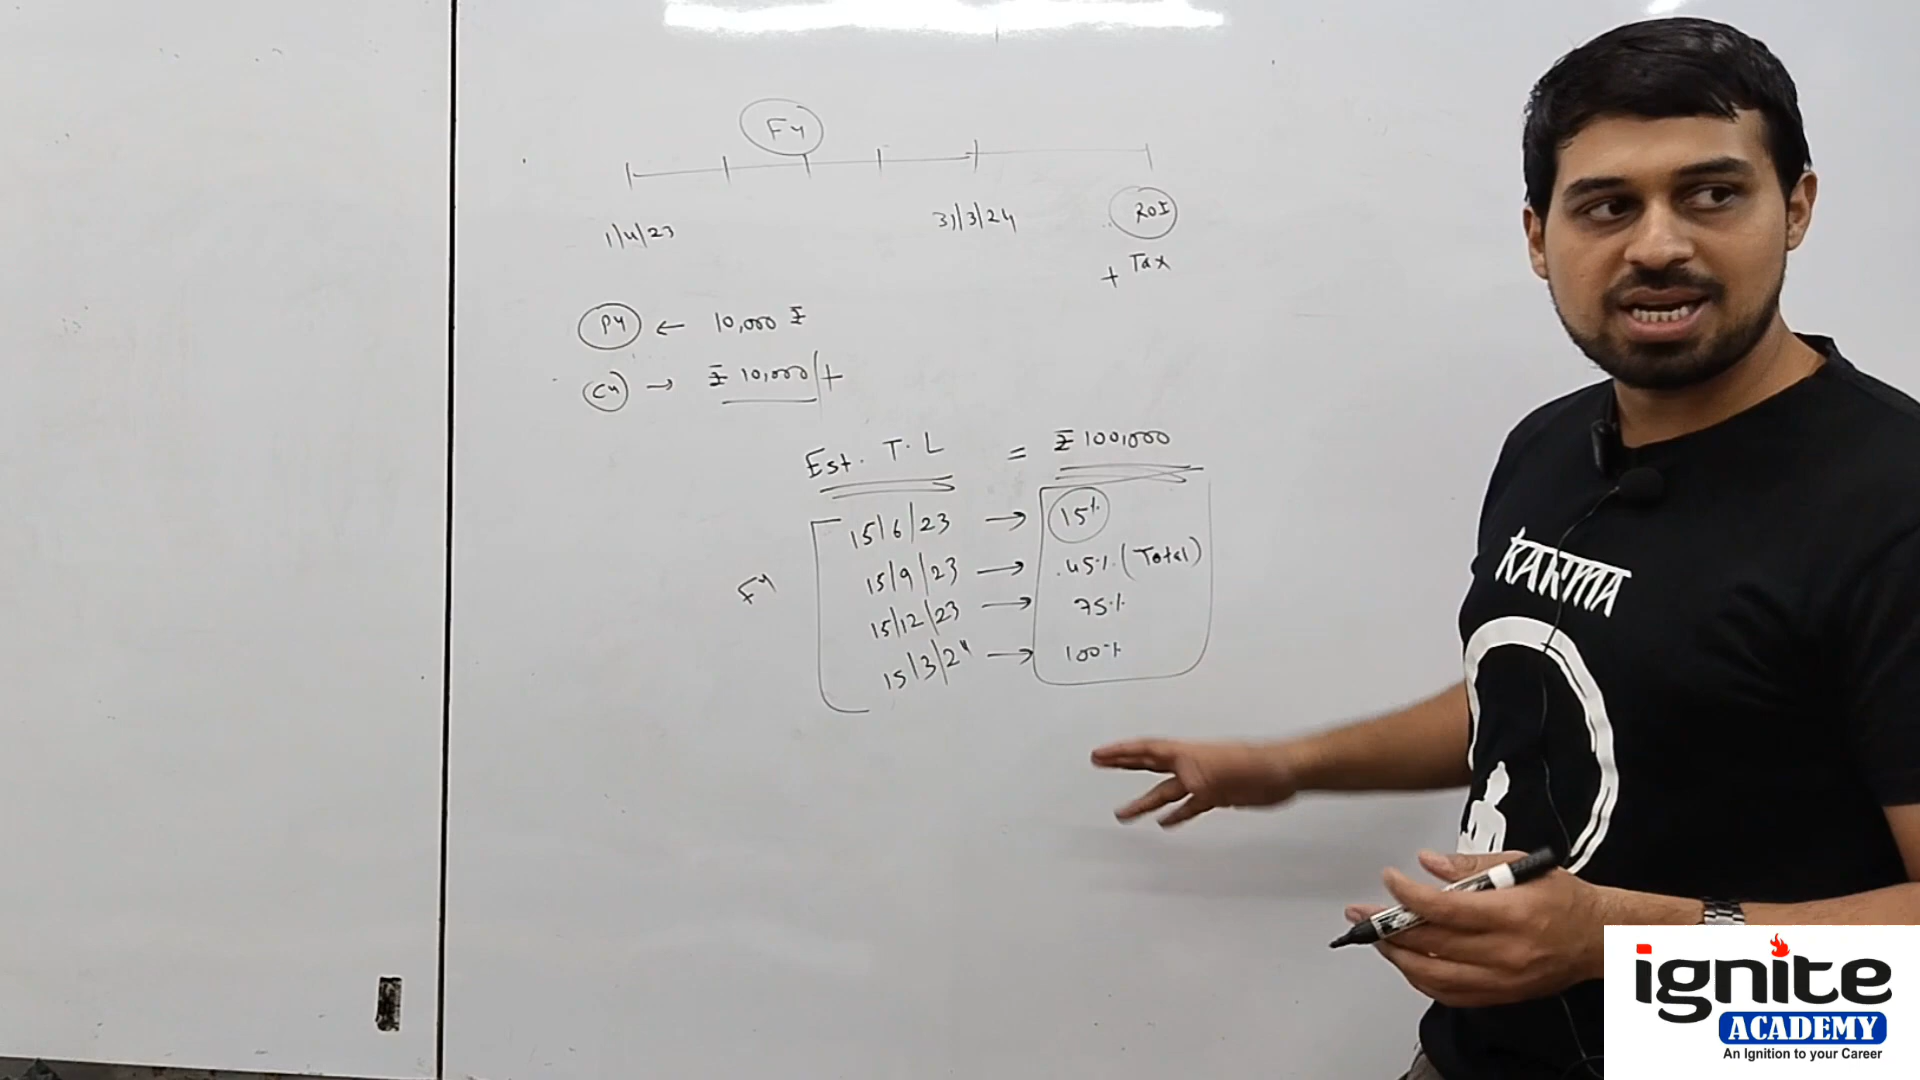 FY
1/4/23
31/3/24
ROI
+ Tax
PY ← 10,000 ₹
CY → ₹ 10,000/+
Est. T.L = ₹ 100,000
FY
15/6/23 → 15%
15/9/23 → 45% (Total)
15/12/23 → 75%
15/3/24 → 100%
KARMA
ignite
ACADEMY
An Ignition to your Career